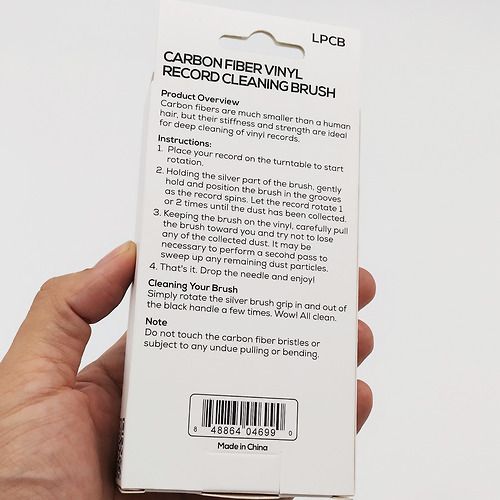 LPCB
CARBON FIBER VINYL
RECORD CLEANING BRUSH
Product Overview
Carbon fibers are much smaller than a human
hair, but their stiffness and strength are ideal
for deep cleaning of vinyl records.
Instructions:
1. Place your record on the turntable to start
rotation.
2. Holding the silver part of the brush, gently
hold and position the brush in the grooves
as the record spins. Let the record rotate 1
or 2 times until the dust has been collected.
3. Keeping the brush on the vinyl, carefully pull
the brush toward you and try not to lose
any of the collected dust. It may be
necessary to perform a second pass to
sweep up any remaining dust particles.
4. That's it. Drop the needle and enjoy!
Cleaning Your Brush
Simply rotate the silver brush grip in and out of
the black handle a few times. Wow! All clean.
Note
Do not touch the carbon fiber bristles or
subject to any undue pulling or bending.
6 48864 04699 0
Made in China